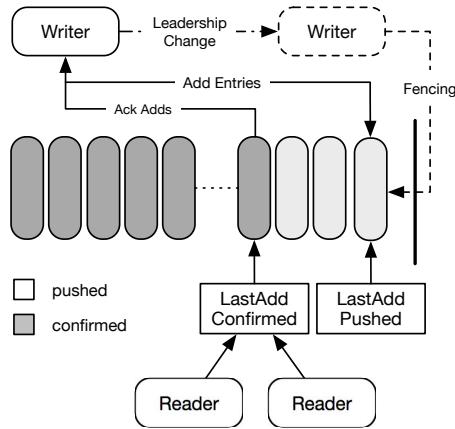 Writer
Leadership
Change
Writer
Add Entries
Fencing
Ack Adds
pushed
confirmed
LastAdd
Confirmed
LastAdd
Pushed
Reader
Reader